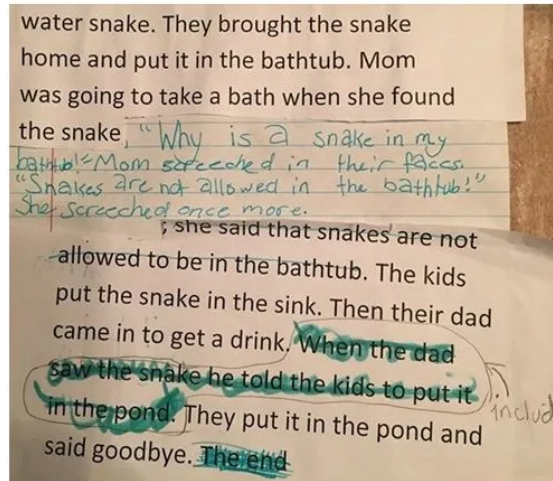 water snake. They brought the snake
home and put it in the bathtub. Mom
was going to take a bath when she found
the snake, "Why is a snake in my
bathtub!" Mom screeched in their faces.
"Snakes are not allowed in the bathtub!"
She screeched once more.
; she said that snakes are not
allowed to be in the bathtub. The kids
put the snake in the sink. Then their dad
came in to get a drink. When the dad
saw the snake he told the kids to put it
in the pond. They put it in the pond and
includ
said goodbye. The end